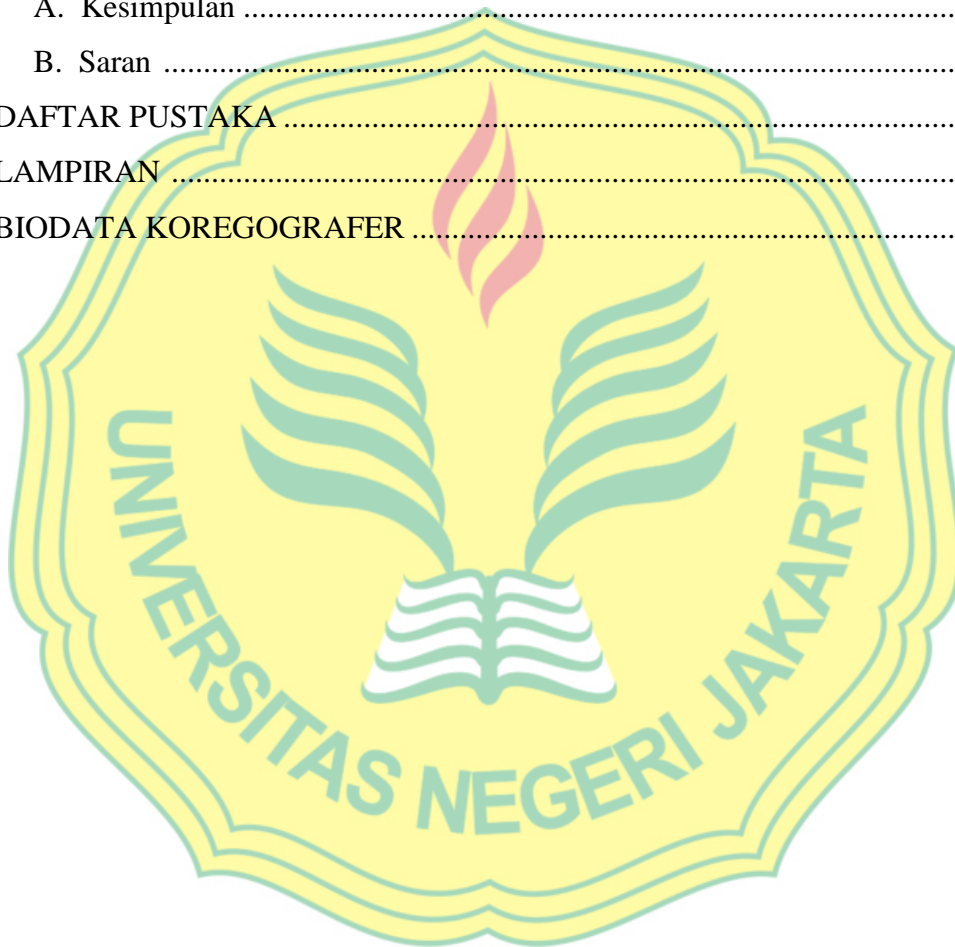 A. Kesimpulan ................................................................................
B. Saran ................................................................................
DAFTAR PUSTAKA ................................................................................
LAMPIRAN ................................................................................
BIODATA KOREGOGRAFER ................................................................................
UNIVERSITAS NEGERI JAKARTA